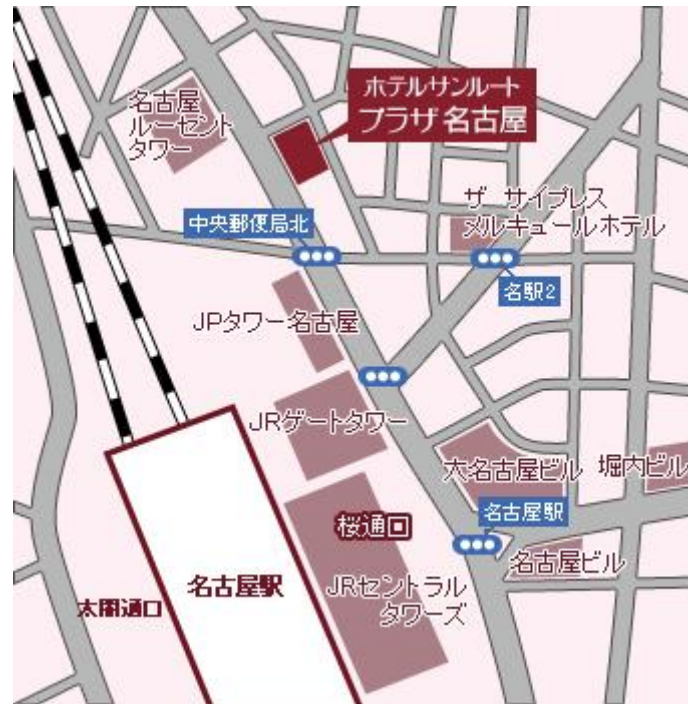 ホテルサンルート
プラザ 名古屋
名古屋
ルーセント
タワー
ザ サイプレス
メルキュールホテル
中央郵便局北
名駅2
JPタワー名古屋
JRゲートタワー
大名古屋ビル
堀内ビル
名古屋駅
桜通口
名古屋ビル
名古屋駅
JRセントラル
タワーズ
太閤通口